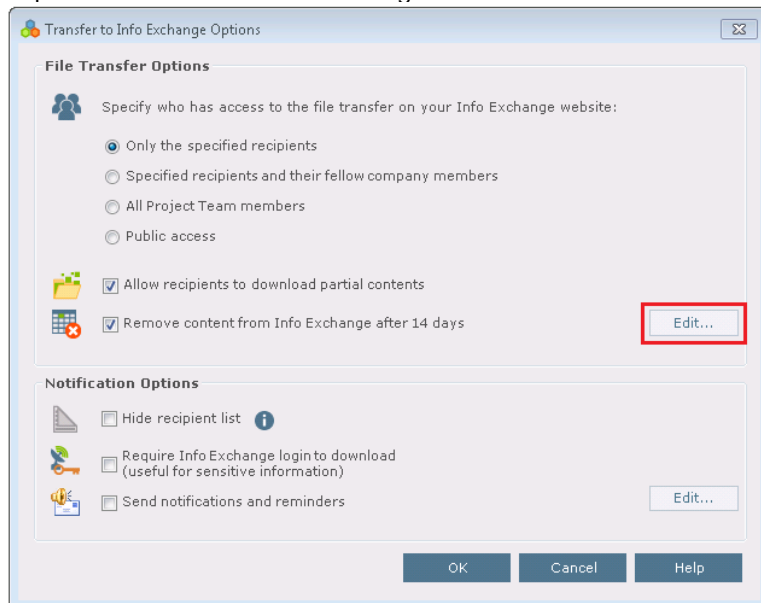 Transfer to Info Exchange Options
File Transfer Options
Specify who has access to the file transfer on your Info Exchange website:
Only the specified recipients
Specified recipients and their fellow company members
All Project Team members
Public access
Allow recipients to download partial contents
Remove content from Info Exchange after 14 days
Edit...
Notification Options
Hide recipient list
Require Info Exchange login to download
(useful for sensitive information)
Send notifications and reminders
Edit...
OK Cancel Help